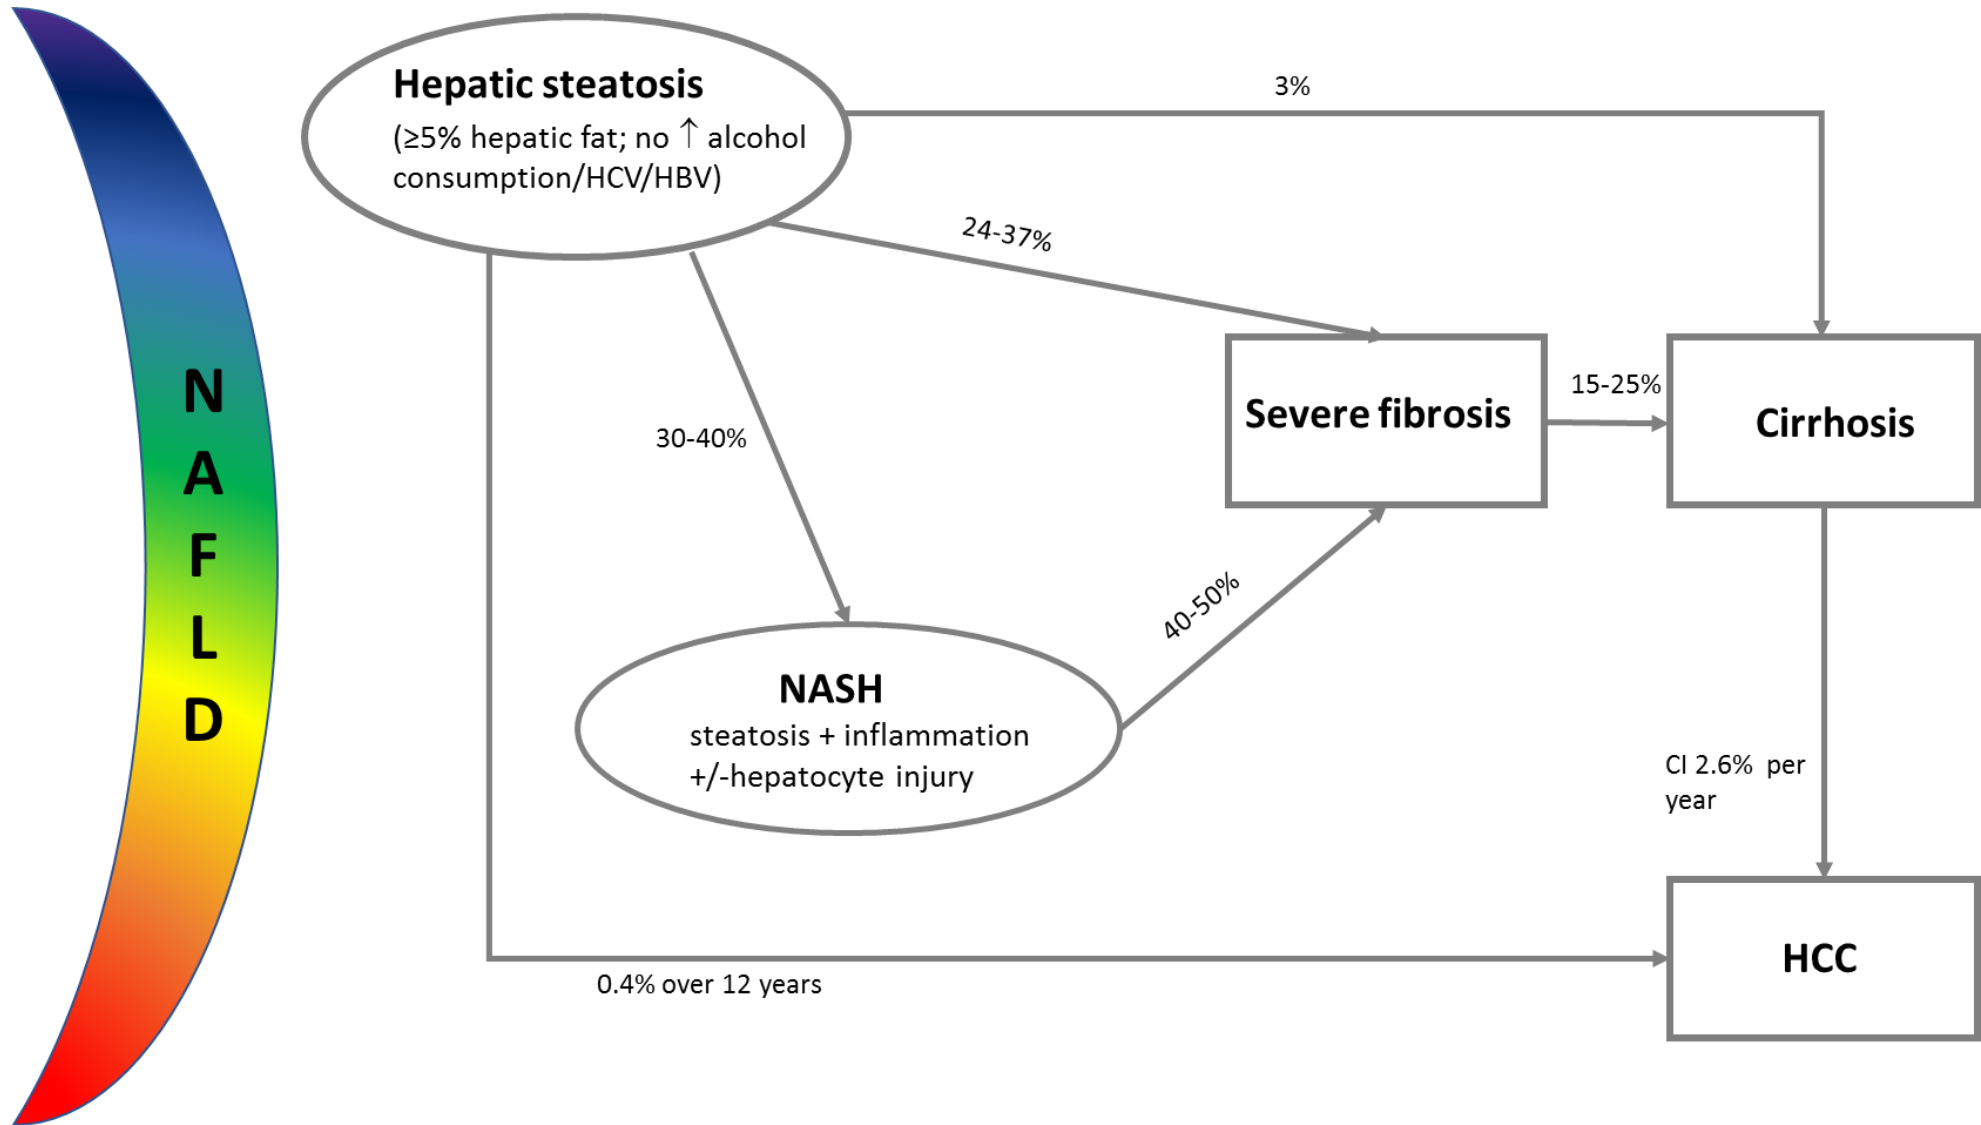 N
A
F
L
D
Hepatic steatosis
(≥5% hepatic fat; no ↑ alcohol
consumption/HCV/HBV)
3%
24-37%
30-40%
Severe fibrosis
15-25%
Cirrhosis
40-50%
NASH
steatosis + inflammation
+/-hepatocyte injury
CI 2.6% per
year
HCC
0.4% over 12 years